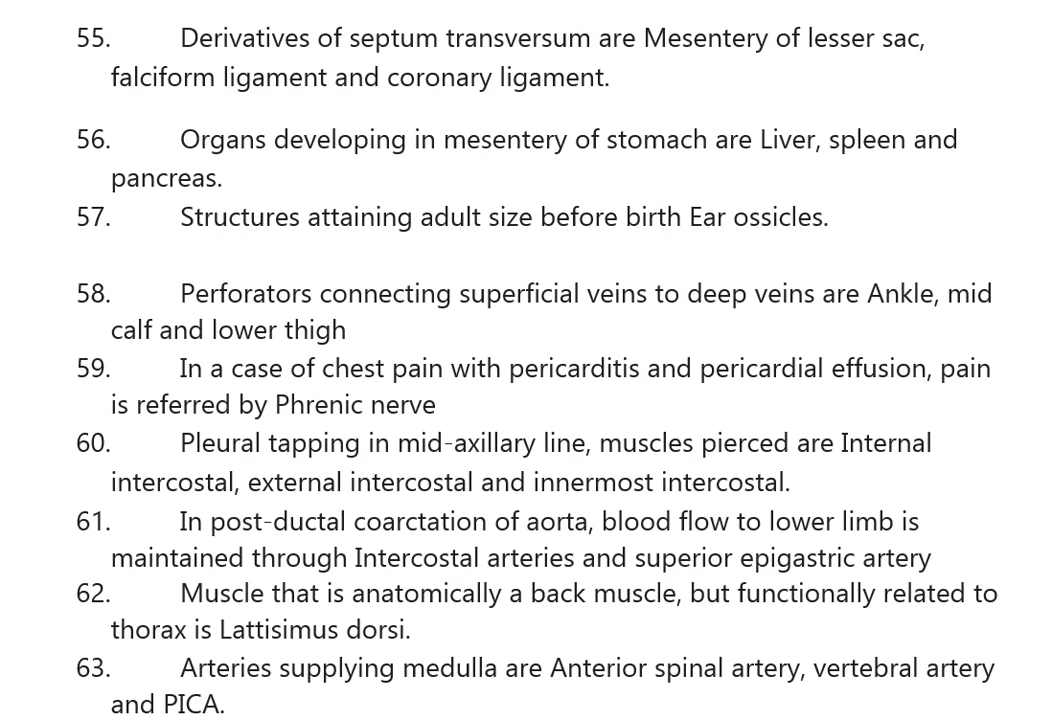 55. Derivatives of septum transversum are Mesentery of lesser sac,
falciform ligament and coronary ligament.
56. Organs developing in mesentery of stomach are Liver, spleen and
pancreas.
57. Structures attaining adult size before birth Ear ossicles.
58. Perforators connecting superficial veins to deep veins are Ankle, mid
calf and lower thigh
59. In a case of chest pain with pericarditis and pericardial effusion, pain
is referred by Phrenic nerve
60. Pleural tapping in mid-axillary line, muscles pierced are Internal
intercostal, external intercostal and innermost intercostal.
61. In post-ductal coarctation of aorta, blood flow to lower limb is
maintained through Intercostal arteries and superior epigastric artery
62. Muscle that is anatomically a back muscle, but functionally related to
thorax is Lattisimus dorsi.
63. Arteries supplying medulla are Anterior spinal artery, vertebral artery
and PICA.